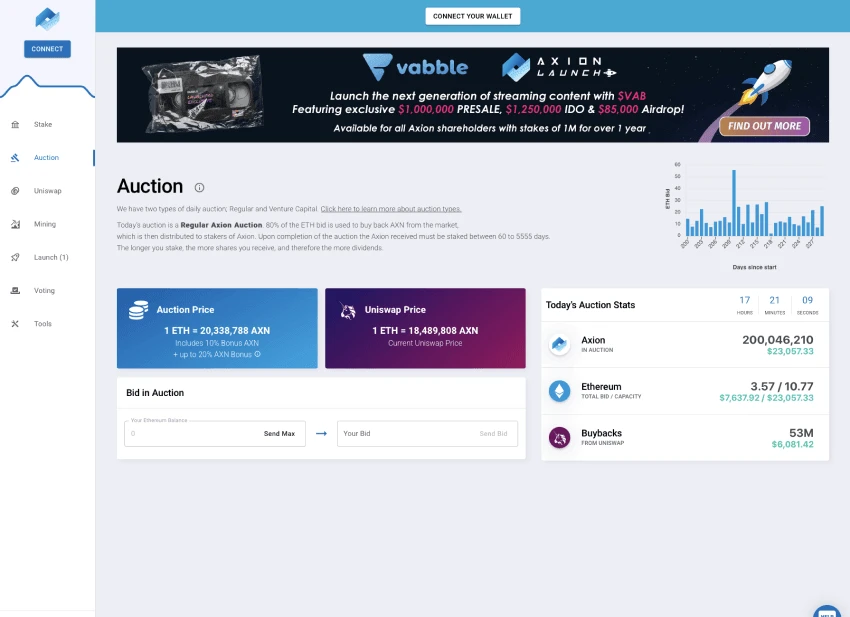 CONNECT YOUR WALLET
CONNECT
Stake
Auction
Uniswap
Mining
Launch (1)
Voting
Tools
vabble
AXION
LAUNCH
Launch the next generation of streaming content with $VAB
Featuring exclusive $1,000,000 PRESALE, $1,250,000 IDO & $85,000 Airdrop!
Available for all Axion shareholders with stakes of 1M for over 1 year
FIND OUT MORE
Auction
We have two types of daily auction; Regular and Venture Capital. Click here to learn more about auction types.
Today's auction is a Regular Axion Auction. 80% of the ETH bid is used to buy back AXN from the market,
which is then distributed to stakers of Axion. Upon completion of the auction the Axion received must be staked between 60 to 5555 days.
The longer you stake, the more shares you receive, and therefore the more dividends.
ETH Bid
60
50
40
30
20
10
0
200
203
206
209
212
215
218
221
224
227
Days since start
Auction Price
1 ETH = 20,338,788 AXN
Includes 10% Bonus AXN
+ up to 20% AXN Bonus
Uniswap Price
1 ETH = 18,489,808 AXN
Current Uniswap Price
Bid in Auction
Your Ethereum Balance
0
Send Max
Your Bid
Send Bid
Today's Auction Stats
17
HOURS
21
MINUTES
09
SECONDS
Axion
IN AUCTION
200,046,210
$23,057.33
Ethereum
TOTAL BID / CAPACITY
3.57 / 10.77
$7,637.92 / $23,057.33
Buybacks
FROM UNISWAP
53M
$6,081.42
HELP